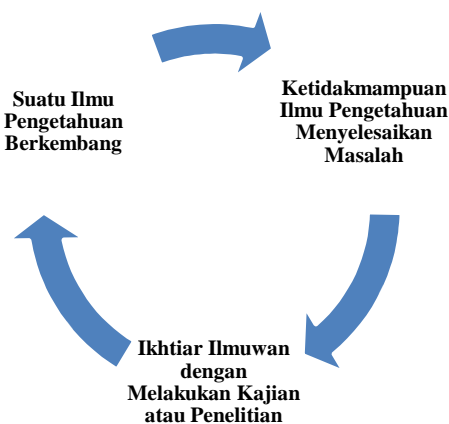 Suatu Ilmu
Pengetahuan
Berkembang
Ketidakmampuan
Ilmu Pengetahuan
Menyelesaikan
Masalah
Ikhtiar Ilmuwan
dengan
Melakukan Kajian
atau Penelitian